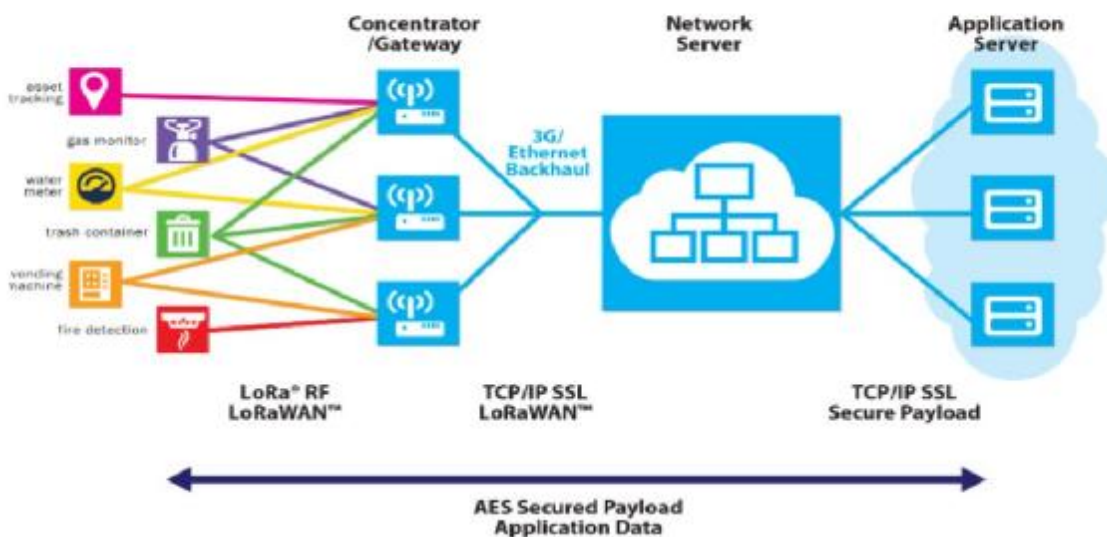 Concentrator
/Gateway
Network
Server
Application
Server
asset
tracking
gas monitor
water
meter
trash container
vending
machine
fire detection
3G/
Ethernet
Backhaul
LoRa® RF
LoRaWAN™
TCP/IP SSL
LoRaWAN™
TCP/IP SSL
Secure Payload
AES Secured Payload
Application Data